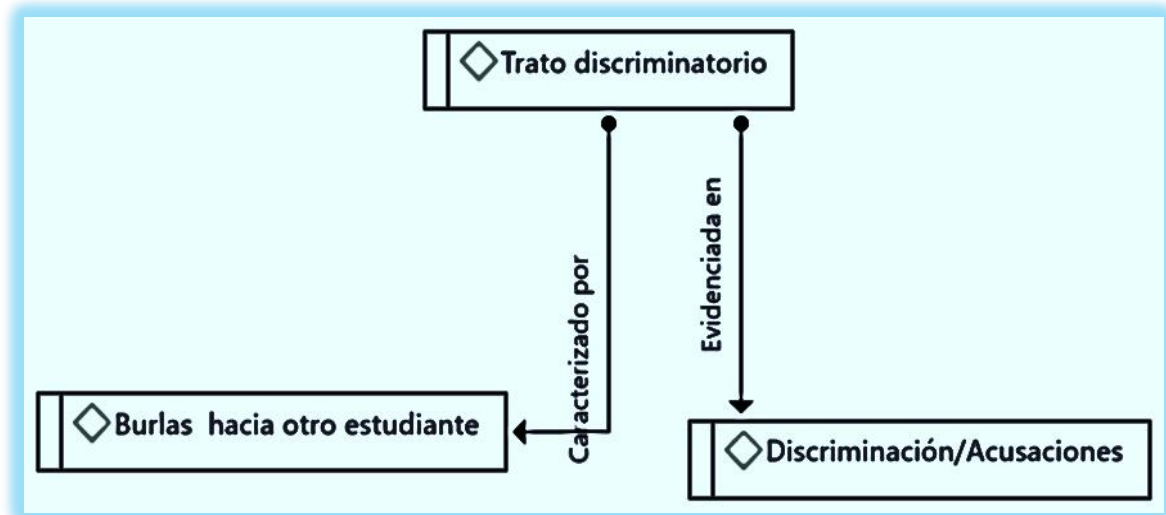 Trato discriminatorio
Caracterizado por
Evidenciada en
Burlas hacia otro estudiante
Discriminación/Acusaciones